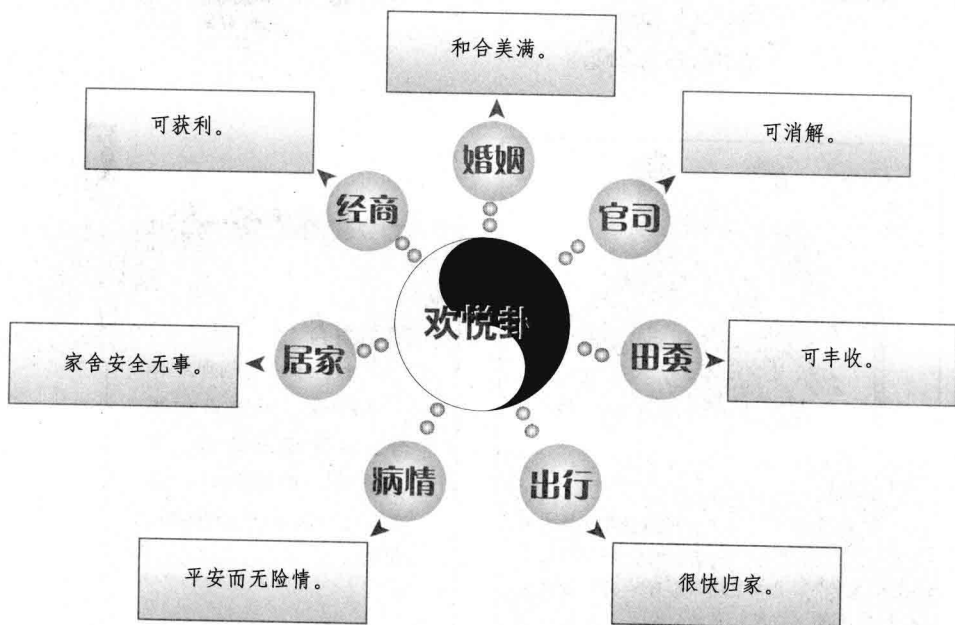 和合美满。
可获利。
可消解。
婚姻
经商
官司
欢悦卦
家舍安全无事。
居家
田蚕
可丰收。
病情
出行
平安而无险情。
很快归家。